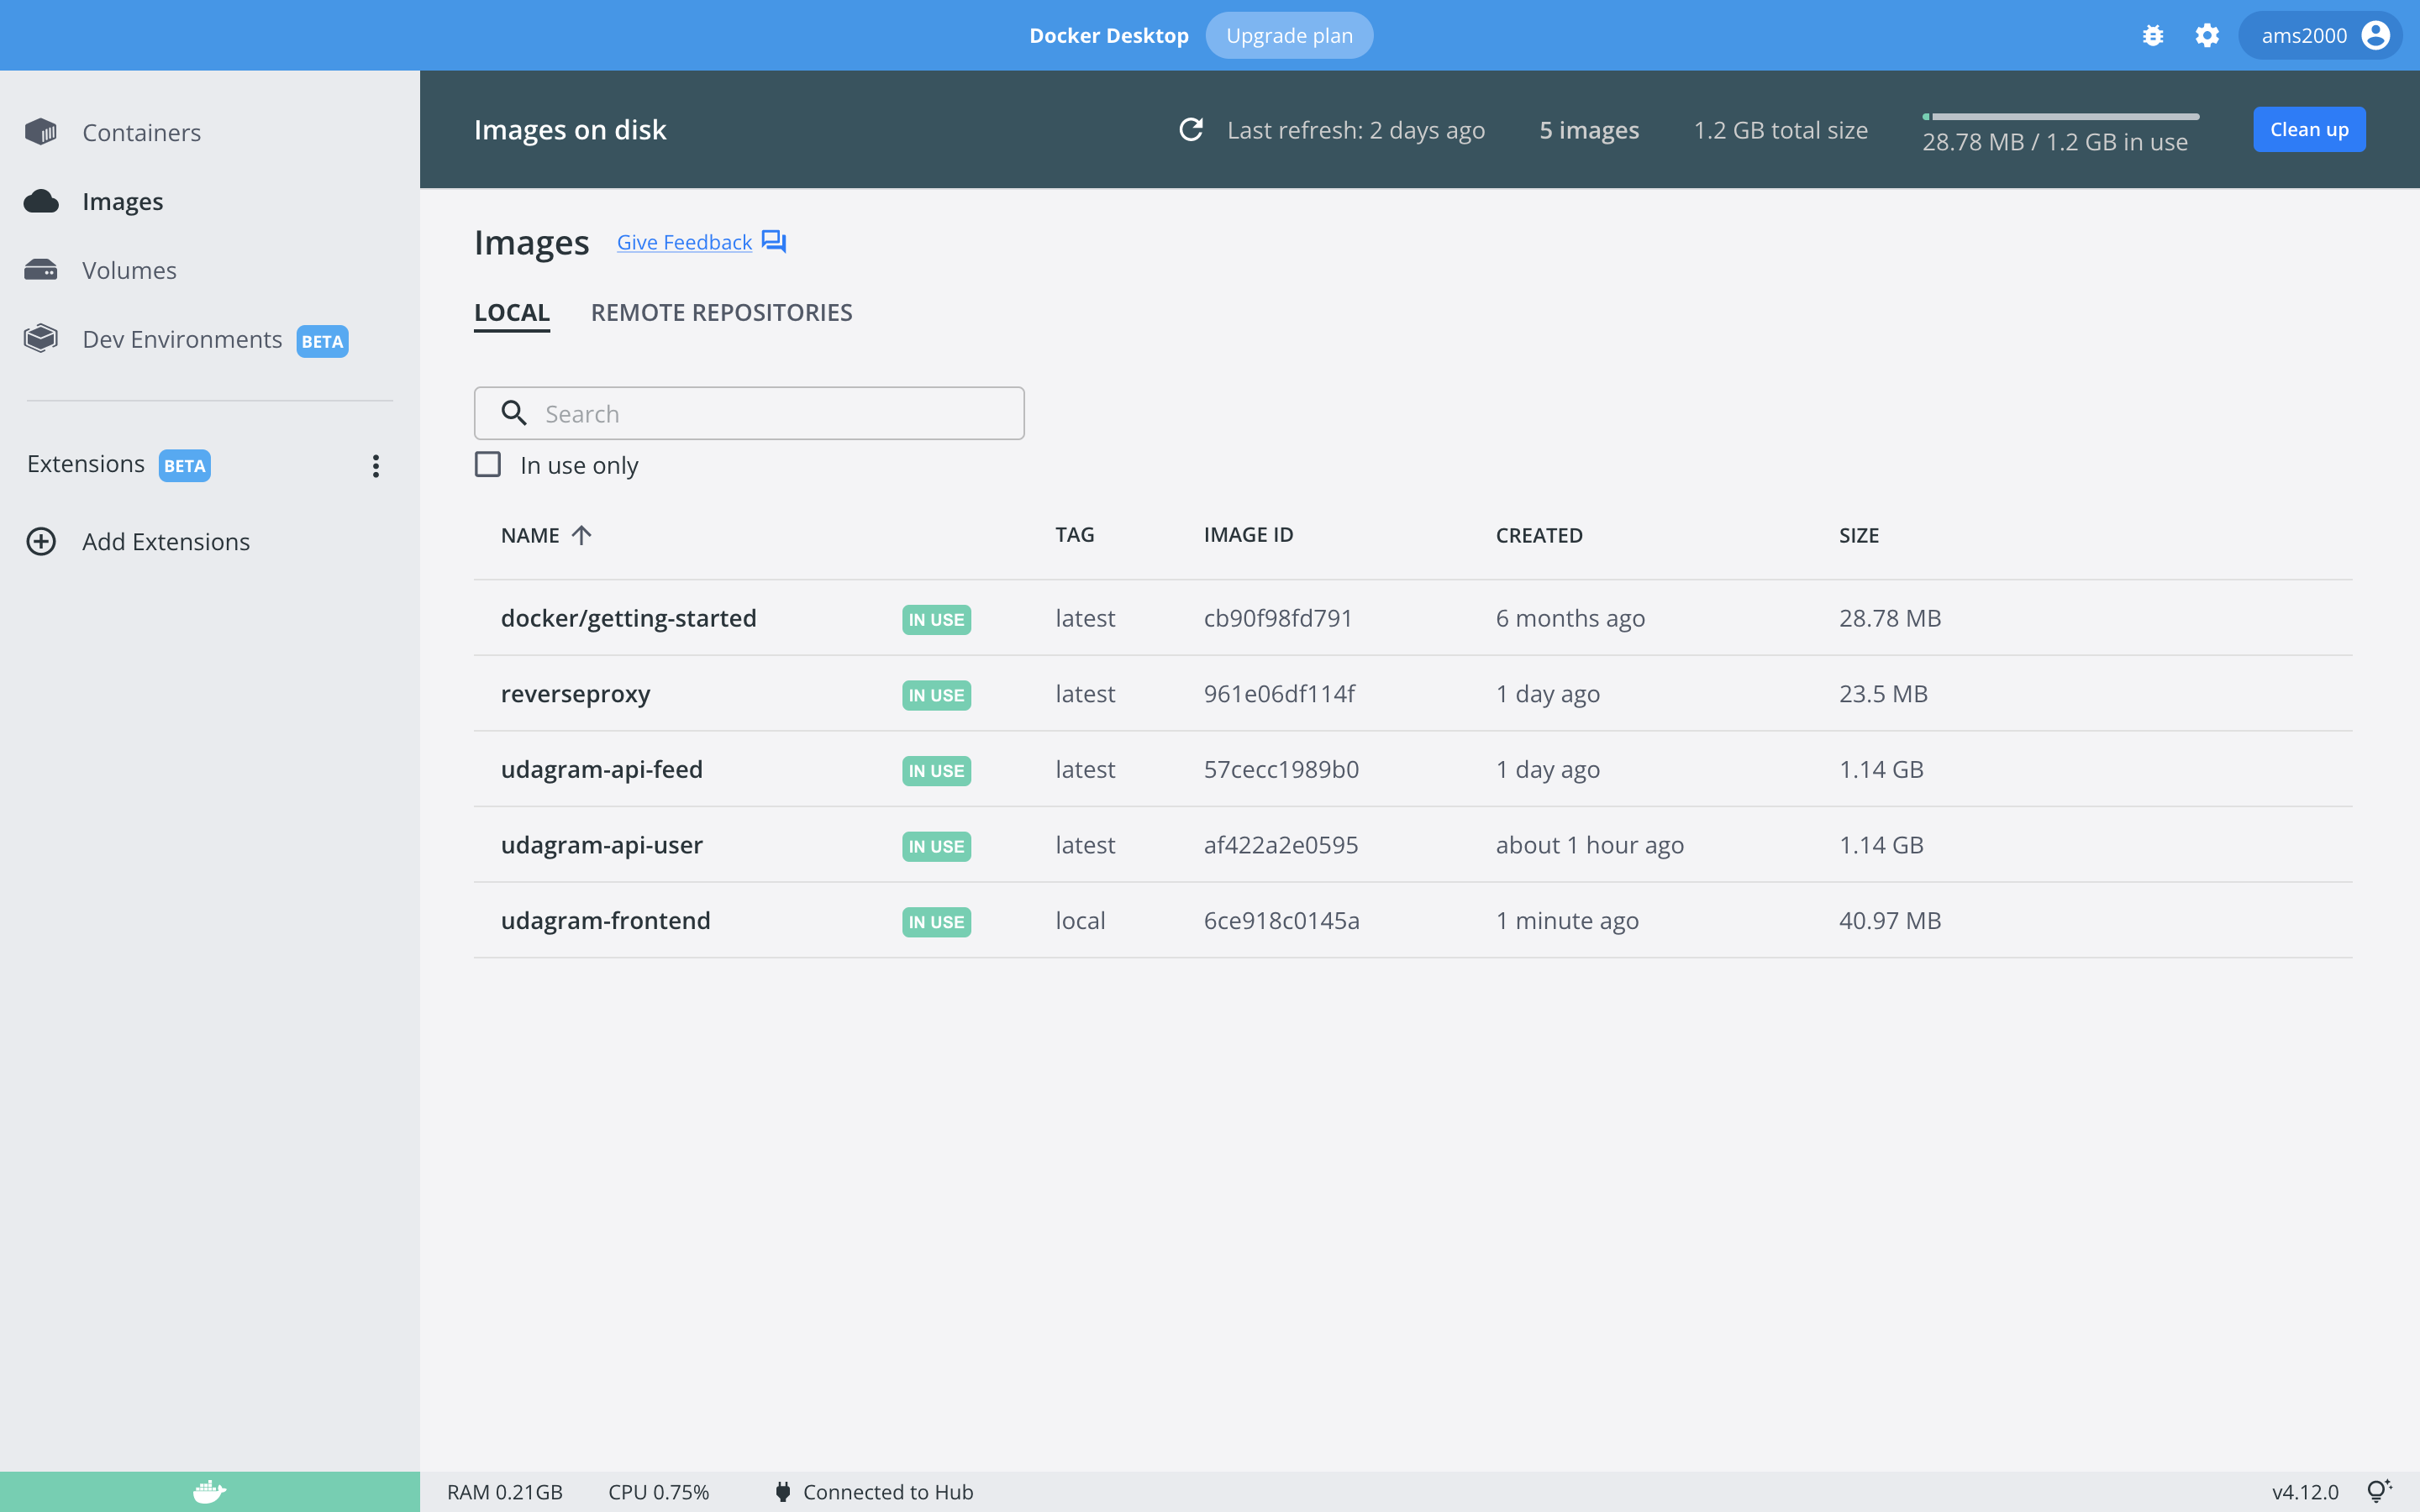 Docker Desktop Upgrade plan ams2000
Containers
Images
Volumes
Dev Environments BETA
Extensions BETA
Add Extensions
Images on disk Last refresh: 2 days ago 5 images 1.2 GB total size 28.78 MB / 1.2 GB in use Clean up
Images Give Feedback
LOCAL REMOTE REPOSITORIES
Search
In use only
NAME TAG IMAGE ID CREATED SIZE
docker/getting-started IN USE latest cb90f98fd791 6 months ago 28.78 MB
reverseproxy IN USE latest 961e06df114f 1 day ago 23.5 MB
udagram-api-feed IN USE latest 57cecc1989b0 1 day ago 1.14 GB
udagram-api-user IN USE latest af422a2e0595 about 1 hour ago 1.14 GB
udagram-frontend IN USE local 6ce918c0145a 1 minute ago 40.97 MB
RAM 0.21GB CPU 0.75% Connected to Hub v4.12.0